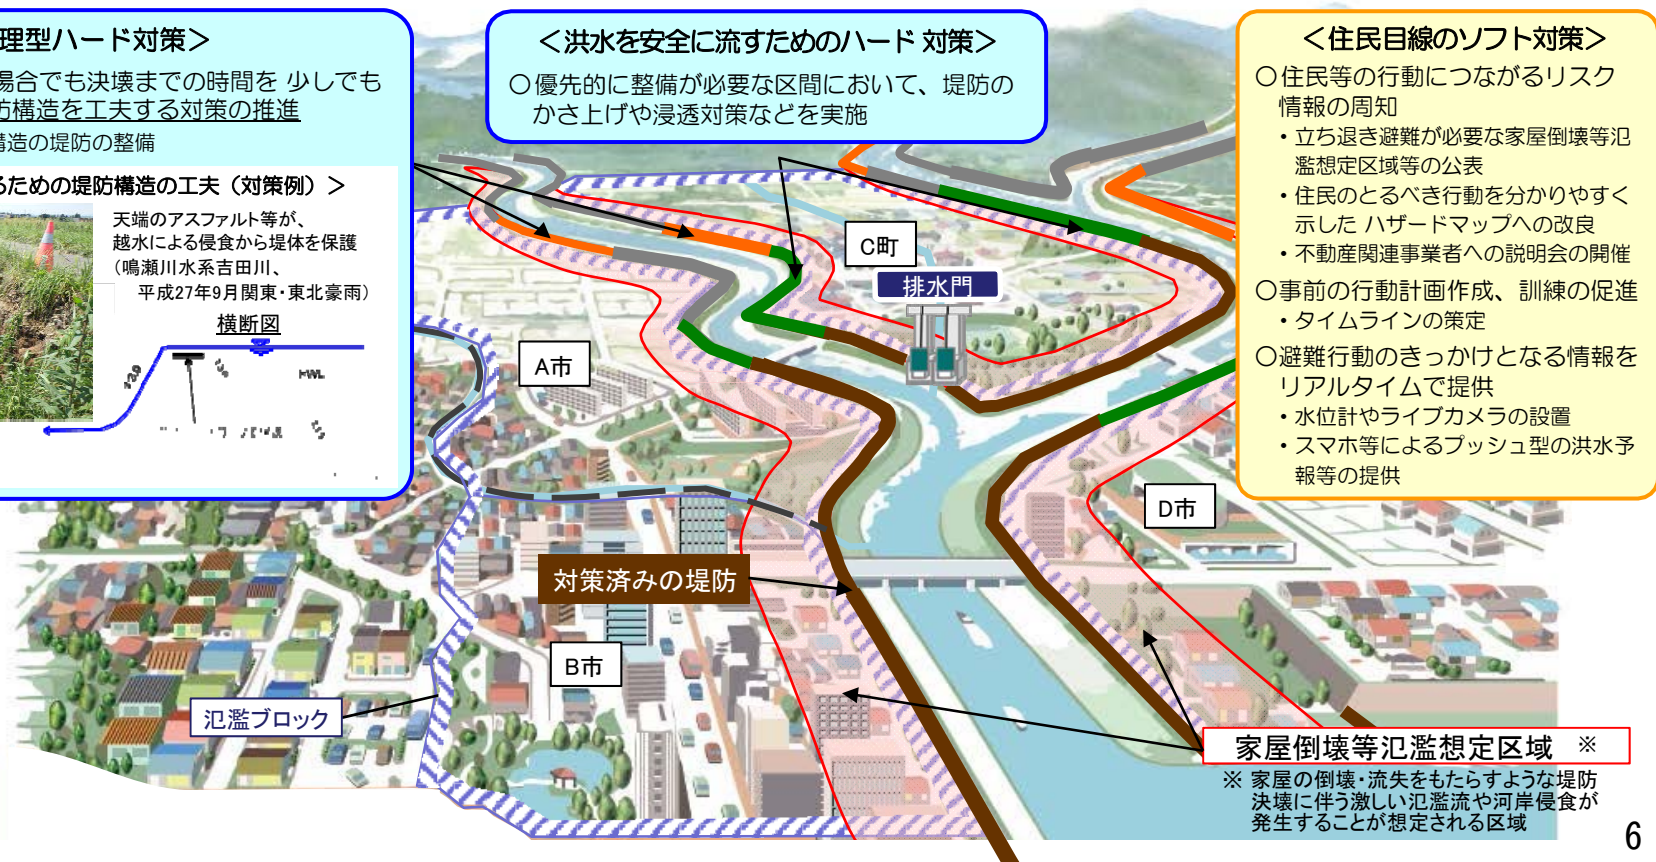 理型ハード対策＞
場合でも決壊までの時間を 少しでも
防構造を工夫する対策の推進
構造の堤防の整備
るための堤防構造の工夫（対策例）＞
天端のアスファルト等が、
越水による侵食から堤体を保護
（鳴瀬川水系吉田川、
平成27年9月関東・東北豪雨）
横断図
HWL
＜洪水を安全に流すためのハード 対策＞
○優先的に整備が必要な区間において、堤防の
かさ上げや浸透対策などを実施
＜住民目線のソフト対策＞
○住民等の行動につながるリスク
情報の周知
・立ち退き避難が必要な家屋倒壊等氾
濫想定区域等の公表
・住民のとるべき行動を分かりやすく
示した ハザードマップへの改良
・不動産関連事業者への説明会の開催
○事前の行動計画作成、訓練の促進
・タイムラインの策定
○避難行動のきっかけとなる情報を
リアルタイムで提供
・水位計やライブカメラの設置
・スマホ等によるプッシュ型の洪水予
報等の提供
C町
排水門
A市
D市
対策済みの堤防
B市
氾濫ブロック
家屋倒壊等氾濫想定区域 ※
※ 家屋の倒壊・流失をもたらすような堤防
決壊に伴う激しい氾濫流や河岸侵食が
発生することが想定される区域
6